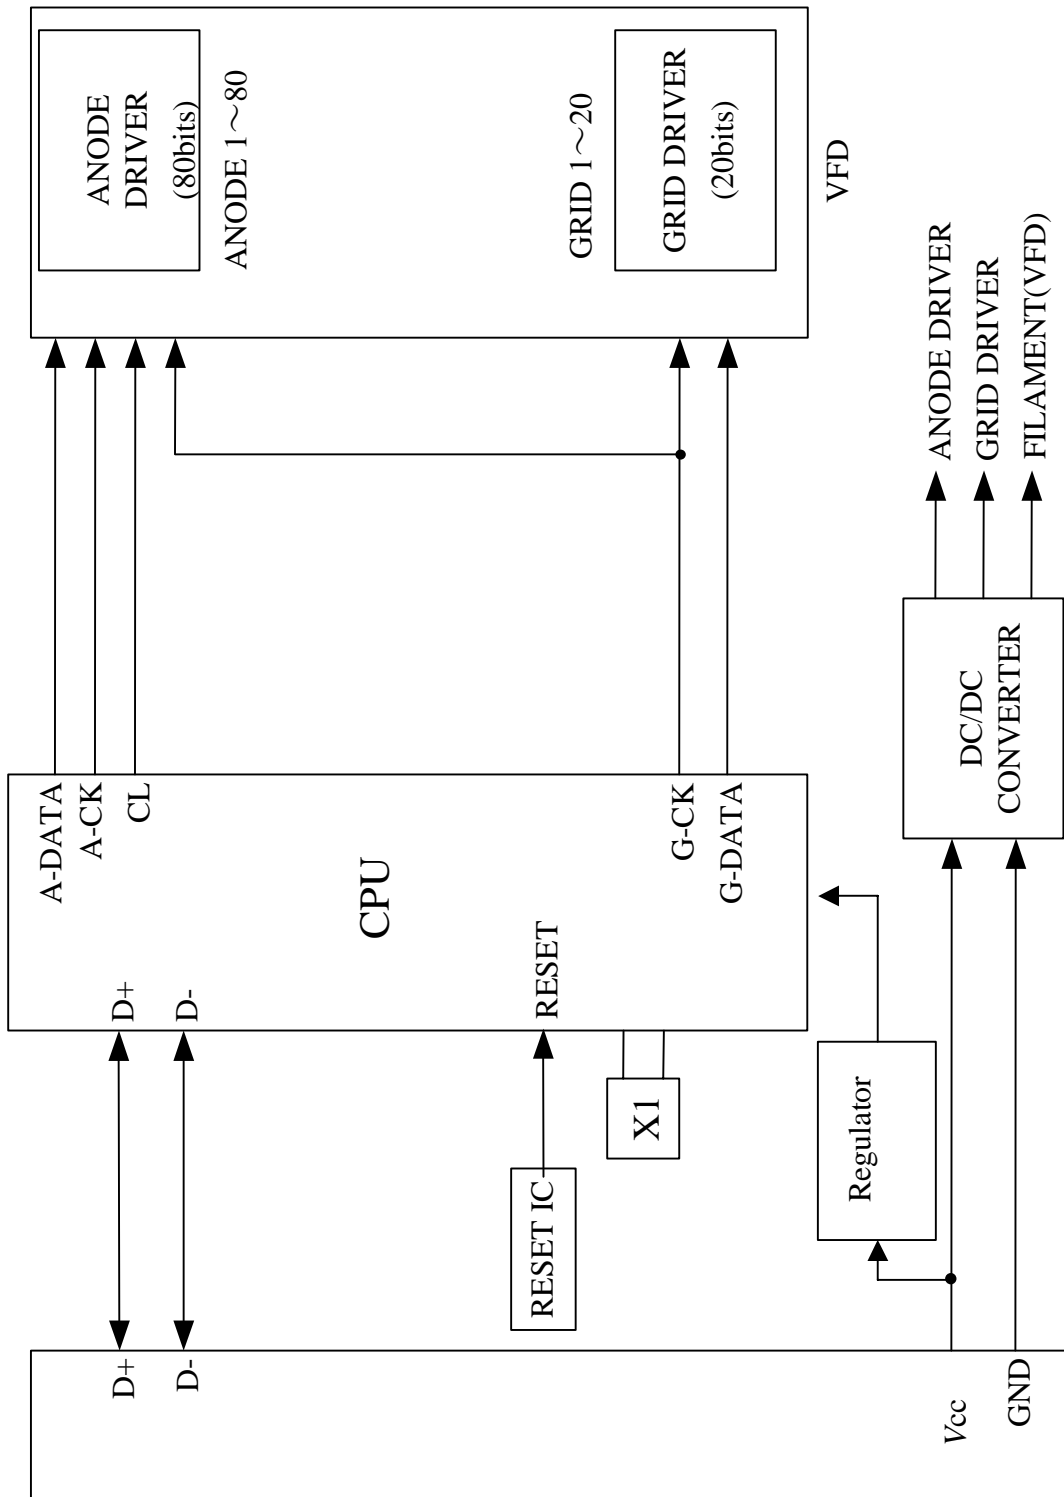 D+
D-
Vcc
GND
RESET IC
X1
Regulator
D+
D-
RESET
CPU
A-DATA
A-CK
CL
G-CK
G-DATA
DC/DC
CONVERTER
ANODE DRIVER
GRID DRIVER
FILAMENT(VFD)
ANODE
DRIVER
(80bits)
ANODE 1～80
GRID 1～20
GRID DRIVER
(20bits)
VFD